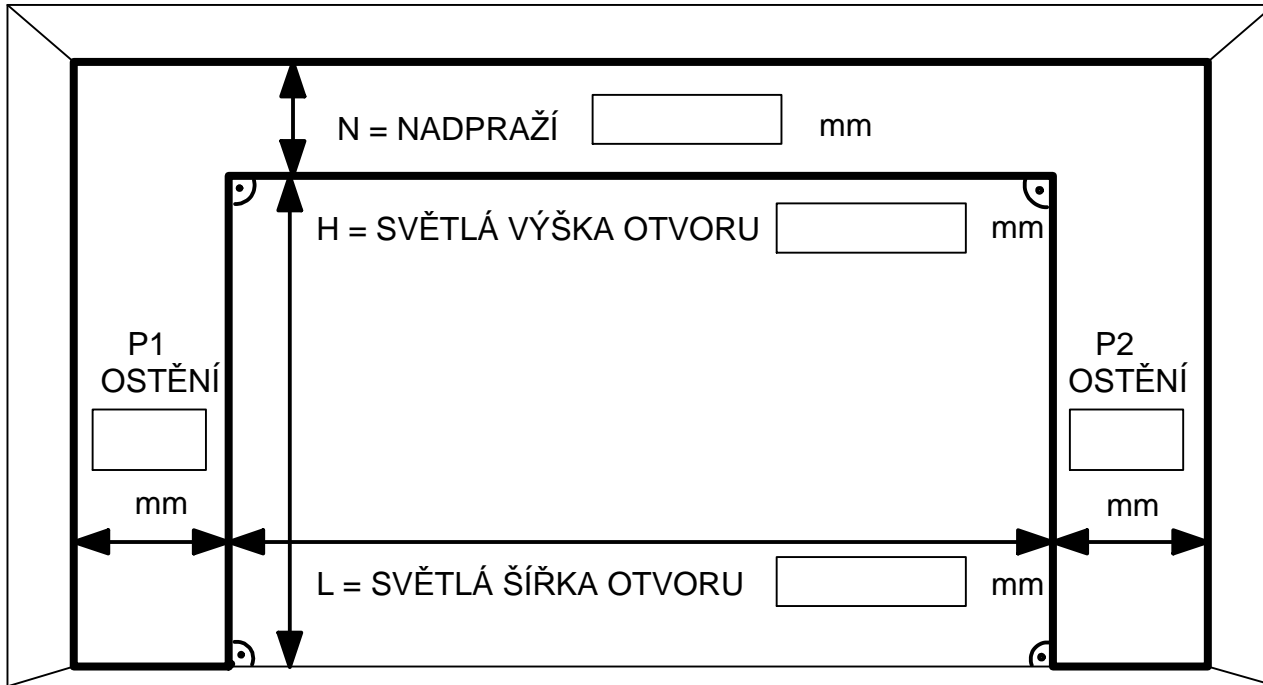 N = NADPRAŽÍ mm
H = SVĚTLÁ VÝŠKA OTVORU mm
P1
OSTĚNÍ
mm
P2
OSTĚNÍ
mm
L = SVĚTLÁ ŠÍŘKA OTVORU mm